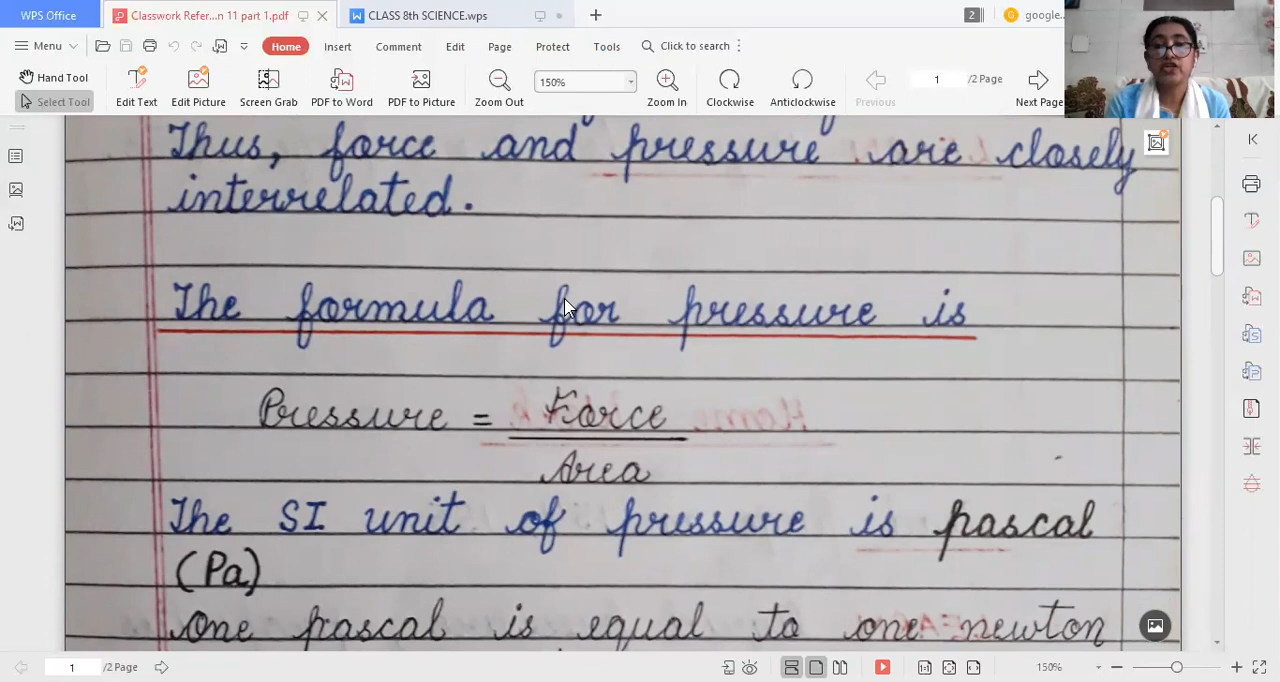 WPS Office
Classwork Refer...n 11 part 1.pdf
CLASS 8th SCIENCE.wps
2
google..
Menu
Home
Insert
Comment
Edit
Page
Protect
Tools
Click to search
Hand Tool
Select Tool
Edit Text
Edit Picture
Screen Grab
PDF to Word
PDF to Picture
Zoom Out
150%
Zoom In
Clockwise
Anticlockwise
Previous
1
/2 Page
Next Page
Thus, force and pressure are closely
interrelated.
The formula for pressure is
Pressure = Force
Area
The SI unit of pressure is pascal
(Pa)
One pascal is equal to one newton
1
/2 Page
150%